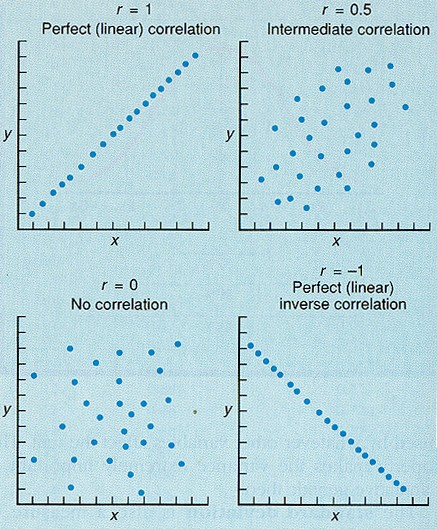 r = 1
Perfect (linear) correlation
y
x
r = 0.5
Intermediate correlation
y
x
r = 0
No correlation
y
x
r = –1
Perfect (linear)
inverse correlation
y
x